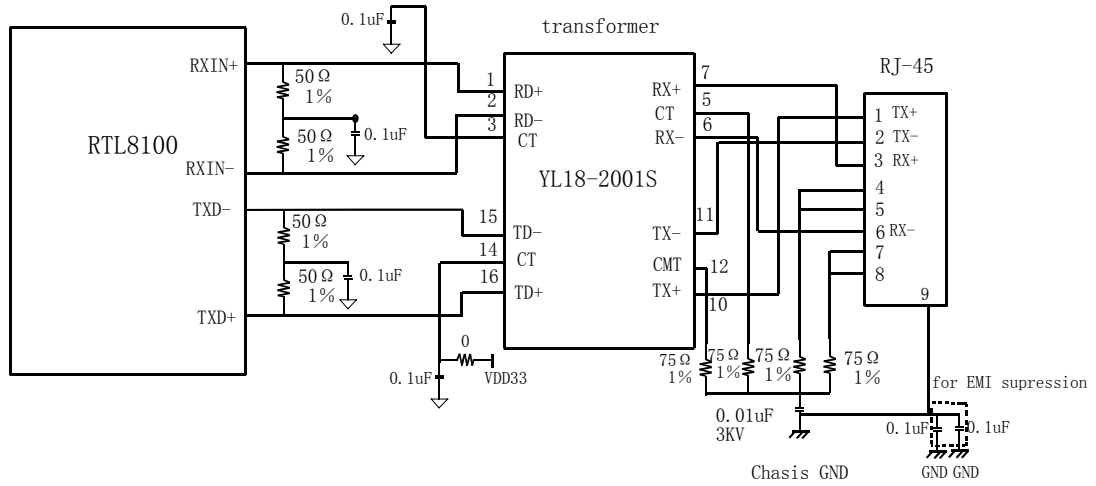 0.1uF
transformer
RXIN+
50Ω
1%
0.1uF
50Ω
1%
RXIN-
RTL8100
TXD-
50Ω
1%
0.1uF
50Ω
1%
TXD+
0
VDD33
0.1uF
1
2
3
RD+
RD-
CT
YL18-2001S
15
14
16
TD-
CT
TD+
RX+
CT
RX-
7
5
6
TX-
CMT
TX+
11
12
10
RJ-45
1 TX+
2 TX-
3 RX+
4
5
6 RX-
7
8
9
75Ω
1%
75Ω
1%
75Ω
1%
75Ω
1%
0.01uF
3KV
Chasis GND
for EMI supression
0.1uF
0.1uF
GND GND